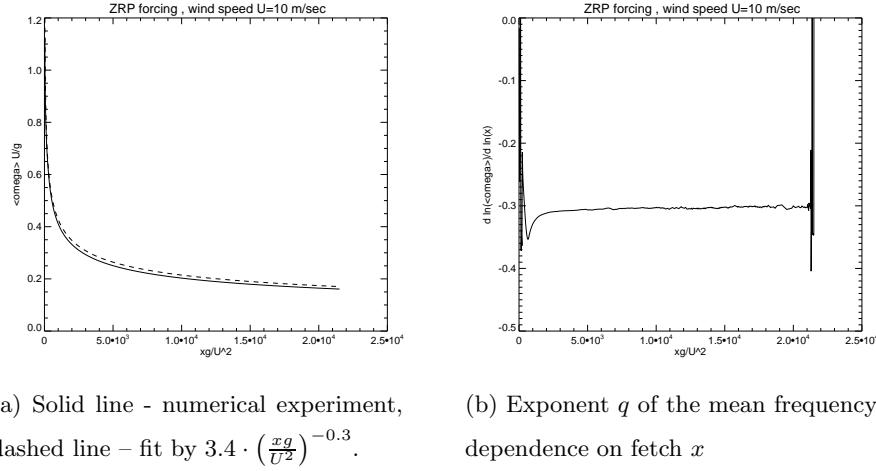 ZRP forcing , wind speed U=10 m/sec
1.2
1.0
0.8
0.6
0.4
0.2
0.0
<omega> U/g
0
5.0•10³
1.0•10⁴
1.5•10⁴
2.0•10⁴
2.5•10⁴
xg/U^2
ZRP forcing , wind speed U=10 m/sec
0.0
-0.1
-0.2
-0.3
-0.4
-0.5
d ln(<omega>)/d ln(x)
0
5.0•10³
1.0•10⁴
1.5•10⁴
2.0•10⁴
2.5•10⁴
xg/U^2
a) Solid line - numerical experiment,
lashed line – fit by 3.4 · (xg/U²)^−0.3.
(b) Exponent q of the mean frequency
dependence on fetch x